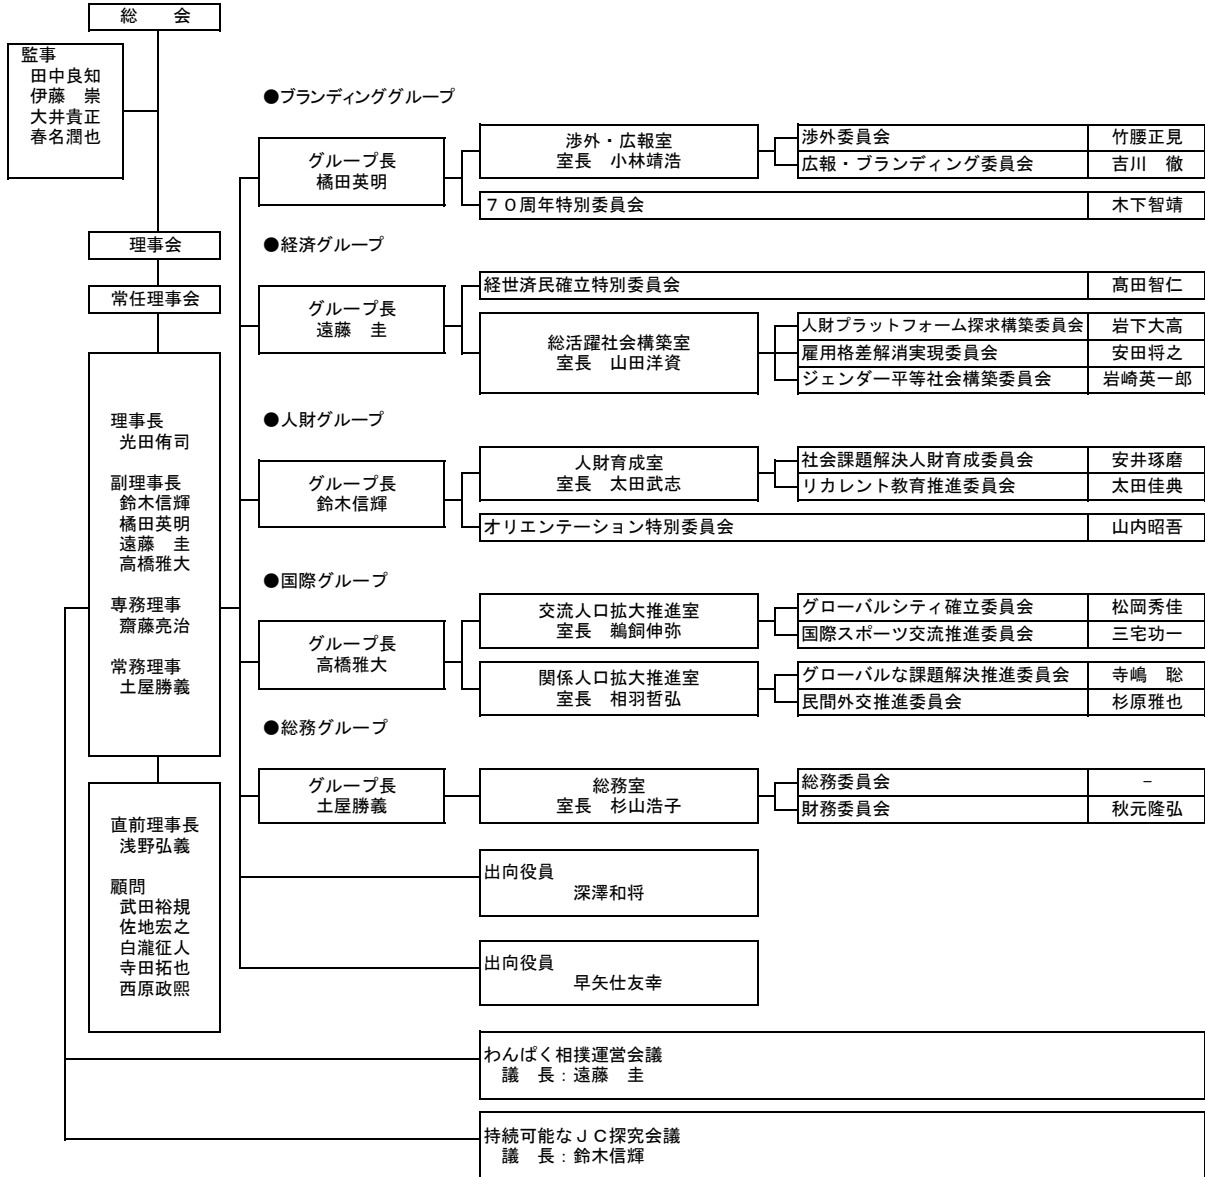 総　会
監事
田中良知
伊藤　崇
大井貴正
春名潤也
理事会
常任理事会
理事長
光田侑司
副理事長
鈴木信輝
橘田英明
遠藤　圭
高橋雅大
専務理事
齋藤亮治
常務理事
土屋勝義
直前理事長
浅野弘義
顧問
武田裕規
佐地宏之
白瀧征人
寺田拓也
西原政熙
●ブランディンググループ
グループ長
橘田英明
渉外・広報室
室長　小林靖浩
渉外委員会　竹腰正見
広報・ブランディング委員会　吉川　徹
７０周年特別委員会　木下智靖
●経済グループ
グループ長
遠藤　圭
経世済民確立特別委員会　髙田智仁
総活躍社会構築室
室長　山田洋資
人財プラットフォーム探求構築委員会　岩下大高
雇用格差解消実現委員会　安田将之
ジェンダー平等社会構築委員会　岩崎英一郎
●人財グループ
グループ長
鈴木信輝
人財育成室
室長　太田武志
社会課題解決人財育成委員会　安井琢磨
リカレント教育推進委員会　太田佳典
オリエンテーション特別委員会　山内昭吾
●国際グループ
グループ長
高橋雅大
交流人口拡大推進室
室長　鵜飼伸弥
グローバルシティ確立委員会　松岡秀佳
国際スポーツ交流推進委員会　三宅功一
関係人口拡大推進室
室長　相羽哲弘
グローバルな課題解決推進委員会　寺嶋　聡
民間外交推進委員会　杉原雅也
●総務グループ
グループ長
土屋勝義
総務室
室長　杉山浩子
総務委員会　－
財務委員会　秋元隆弘
出向役員
深澤和将
出向役員
早矢仕友幸
わんぱく相撲運営会議
議　長：遠藤　圭
持続可能なＪＣ探究会議
議　長：鈴木信輝